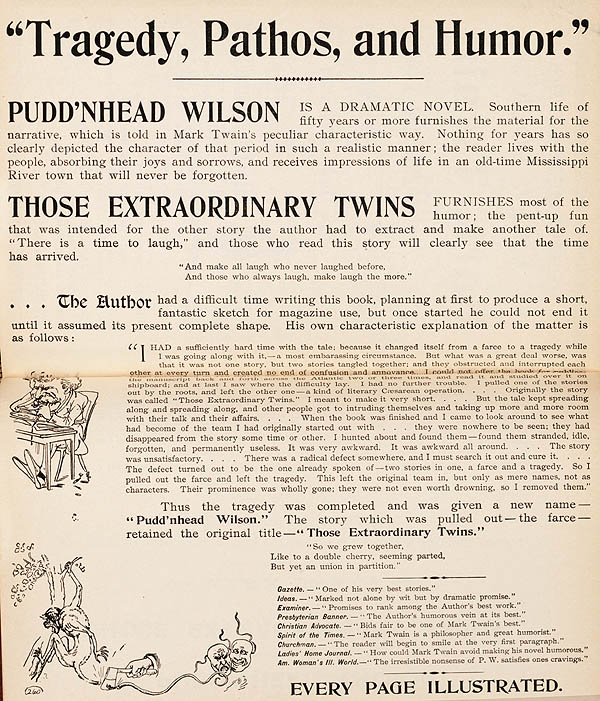 “Tragedy, Pathos, and Humor.”
PUDD'NHEAD WILSON IS A DRAMATIC NOVEL. Southern life of
fifty years or more furnishes the material for the
narrative, which is told in Mark Twain's peculiar characteristic way. Nothing for years has so
clearly depicted the character of that period in such a realistic manner; the reader lives with the
people, absorbing their joys and sorrows, and receives impressions of life in an old-time Mississippi
River town that will never be forgotten.
THOSE EXTRAORDINARY TWINS FURNISHES most of the
humor; the pent-up fun
that was intended for the other story the author had to extract and make another tale of.
“There is a time to laugh,” and those who read this story will clearly see that the time
has arrived.
“And make all laugh who never laughed before,
And those who always laugh, make laugh the more.”
. . . The Author had a difficult time writing this book, planning at first to produce a short,
fantastic sketch for magazine use, but once started he could not end it
until it assumed its present complete shape. His own characteristic explanation of the matter is
as follows:
“I HAD a sufficiently hard time with the tale; because it changed itself from a farce to a tragedy while
I was going along with it,—a most embarrassing circumstance. But what was a great deal worse, was
that it was not one story, but two stories tangled together; and they obstructed and interrupted each
other at every turn and created no end of confusion and annoyance. I could not offer the book for
the manuscript back and forth across the Atlantic two or three times, and read it and studied over it on
shipboard; and at last I saw where the difficulty lay. I had no further trouble. I pulled one of the stories
out by the roots, and left the other one—a kind of literary Cæsarean operation. . . . Originally the story
was called “Those Extraordinary Twins.” I meant to make it very short. . . . But the tale kept spreading
along and spreading along, and other people got to intruding themselves and taking up more and more room
with their talk and their affairs. . . . When the book was finished and I came to look around to see what
had become of the team I had originally started out with . . . . they were nowhere to be seen; they had
disappeared from the story some time or other. I hunted about and found them—found them stranded, idle,
forgotten, and permanently useless. It was very awkward. It was awkward all around. . . . The story
was unsatisfactory. . . . There was a radical defect somewhere, and I must search it out and cure it. . . .
The defect turned out to be the one already spoken of—two stories in one, a farce and a tragedy. So I
pulled out the farce and left the tragedy. This left the original team in, but only as mere names, not as
characters. Their prominence was wholly gone; they were not even worth drowning, so I removed them.”
Thus the tragedy was completed and was given a new name—
“Pudd'nhead Wilson.” The story which was pulled out—the farce—
retained the original title—“Those Extraordinary Twins.”
“So we grew together,
Like to a double cherry, seeming parted,
But yet an union in partition.”
Gazette.—“One of his very best stories.”
Ideas.—“Marked not alone by wit but by dramatic promise.”
Examiner.—“Promises to rank among the Author's best work.”
Presbyterian Banner.—“The Author's humorous vein at its best.”
Christian Advocate.—“Bids fair to be one of Mark Twain's best.”
Spirit of the Times.—“Mark Twain is a philosopher and great humorist.”
Churchman.—“The reader will begin to smile at the very first paragraph.”
Ladies' Home Journal.—“How could Mark Twain avoid making his novel humorous.”
Am. Woman's Ill. World.—“The irresistible nonsense of P. W. satisfies ones cravings.”
(260)
EVERY PAGE ILLUSTRATED.